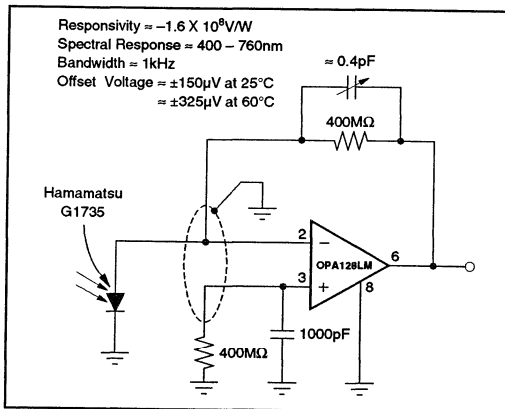 Responsivity ≈ –1.6 X 10⁸V/W
Spectral Response ≈ 400 – 760nm
Bandwidth ≈ 1kHz
Offset Voltage ≈ ±150µV at 25°C
≈ ±325µV at 60°C
≈ 0.4pF
400MΩ
Hamamatsu
G1735
2
–
6
OPA128LM
3
+
8
1000pF
400MΩ